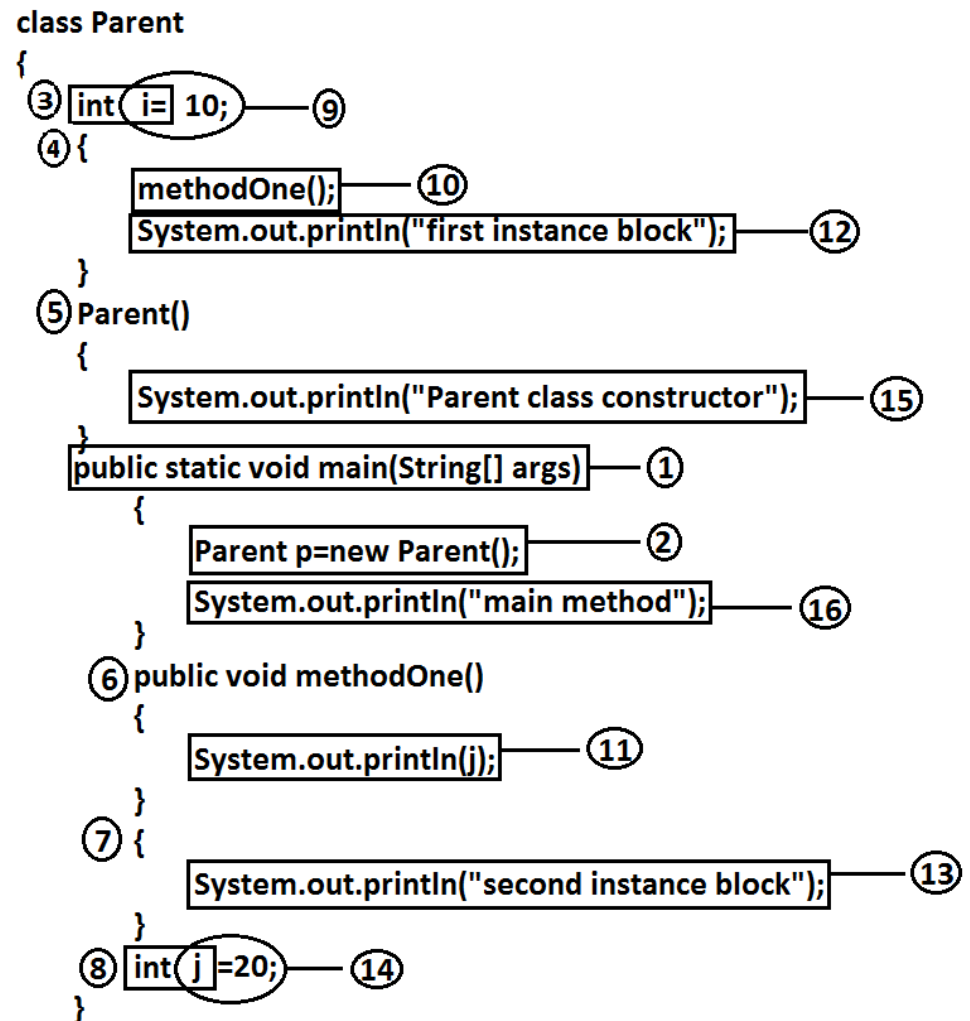 class Parent
{
3 int i= 10; 9
4 {
methodOne(); 10
System.out.println("first instance block"); 12
}
5 Parent()
{
System.out.println("Parent class constructor"); 15
}
public static void main(String[] args) 1
{
Parent p=new Parent(); 2
System.out.println("main method"); 16
}
6 public void methodOne()
{
System.out.println(j); 11
}
7 {
System.out.println("second instance block"); 13
}
8 int j =20; 14
}